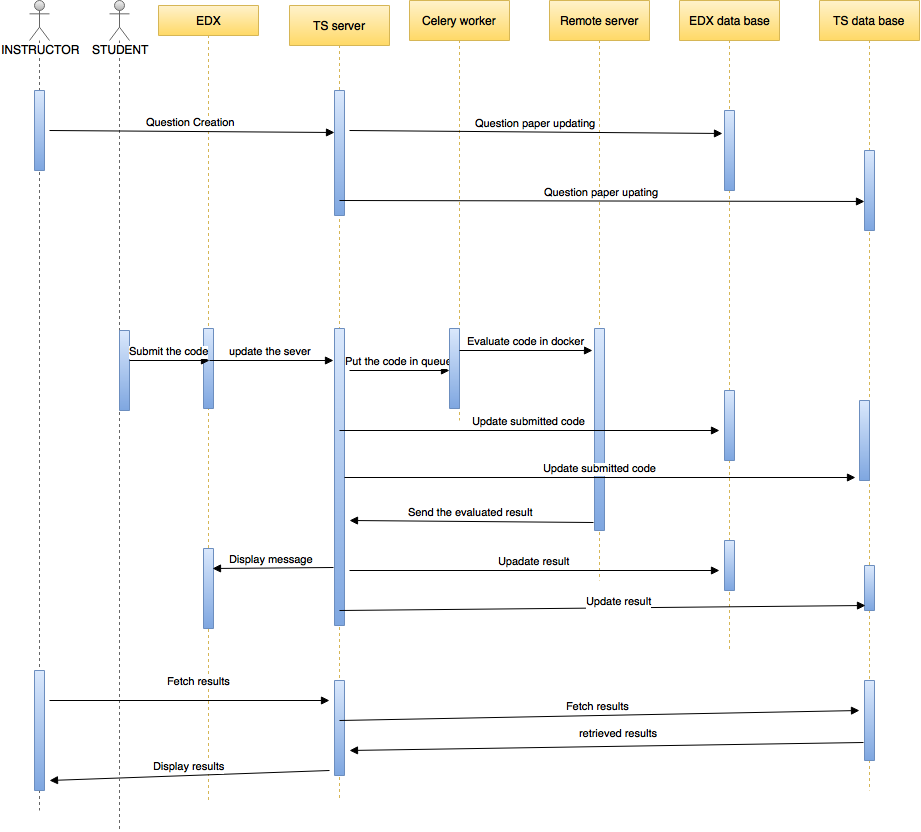 INSTRUCTOR
STUDENT
EDX
TS server
Celery worker
Remote server
EDX data base
TS data base
Question Creation
Question paper updating
Question paper upating
Submit the code
update the sever
Put the code in queue
Evaluate code in docker
Update submitted code
Update submitted code
Send the evaluated result
Display message
Upadate result
Update result
Fetch results
Fetch results
retrieved results
Display results